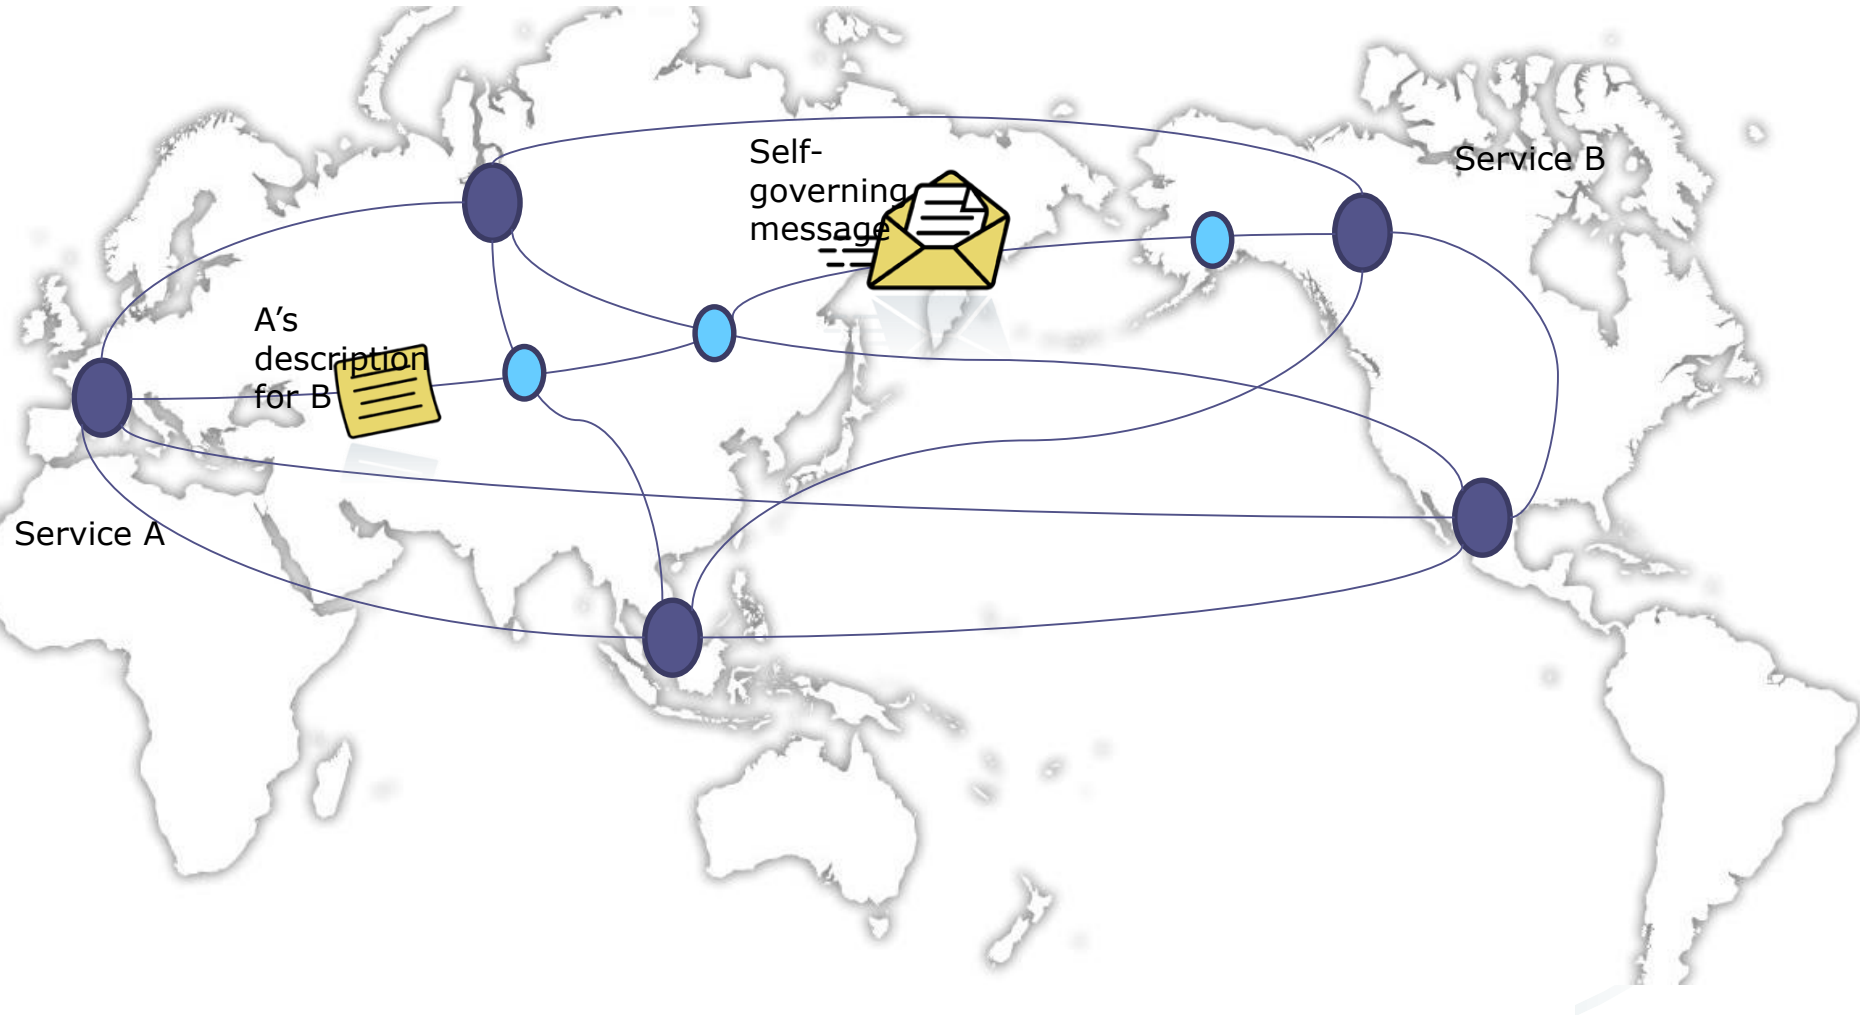 Self-
governing
message
Service B
A’s
description
for B
Service A